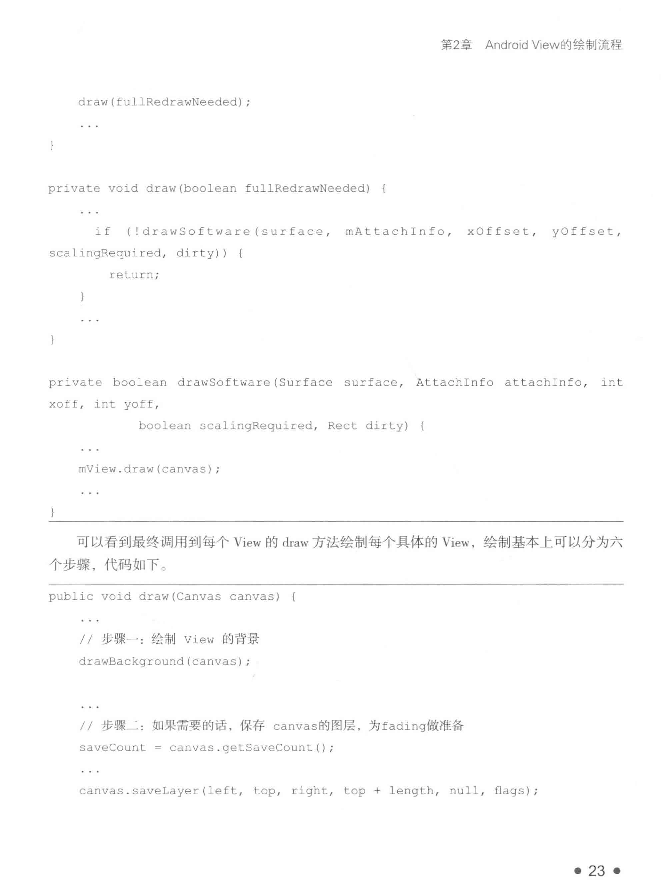 第2章 Android View的绘制流程
draw(fullRedrawNeeded);
...
}
private void draw(boolean fullRedrawNeeded) {
...
if (!drawSoftware(surface, mAttachInfo, xOffset, yOffset,
scalingRequired, dirty)) {
return;
}
...
}
private boolean drawSoftware(Surface surface, AttachInfo attachInfo, int
xoff, int yoff,
boolean scalingRequired, Rect dirty) {
...
mView.draw(canvas);
...
}
可以看到最终调用到每个 View 的 draw 方法绘制每个具体的 View，绘制基本上可以分为六
个步骤，代码如下。
public void draw(Canvas canvas) {
...
// 步骤一：绘制 View 的背景
drawBackground(canvas);
...
// 步骤二：如果需要的话，保存 canvas的图层，为fading做准备
saveCount = canvas.getSaveCount();
...
canvas.saveLayer(left, top, right, top + length, null, flags);
● 23 ●